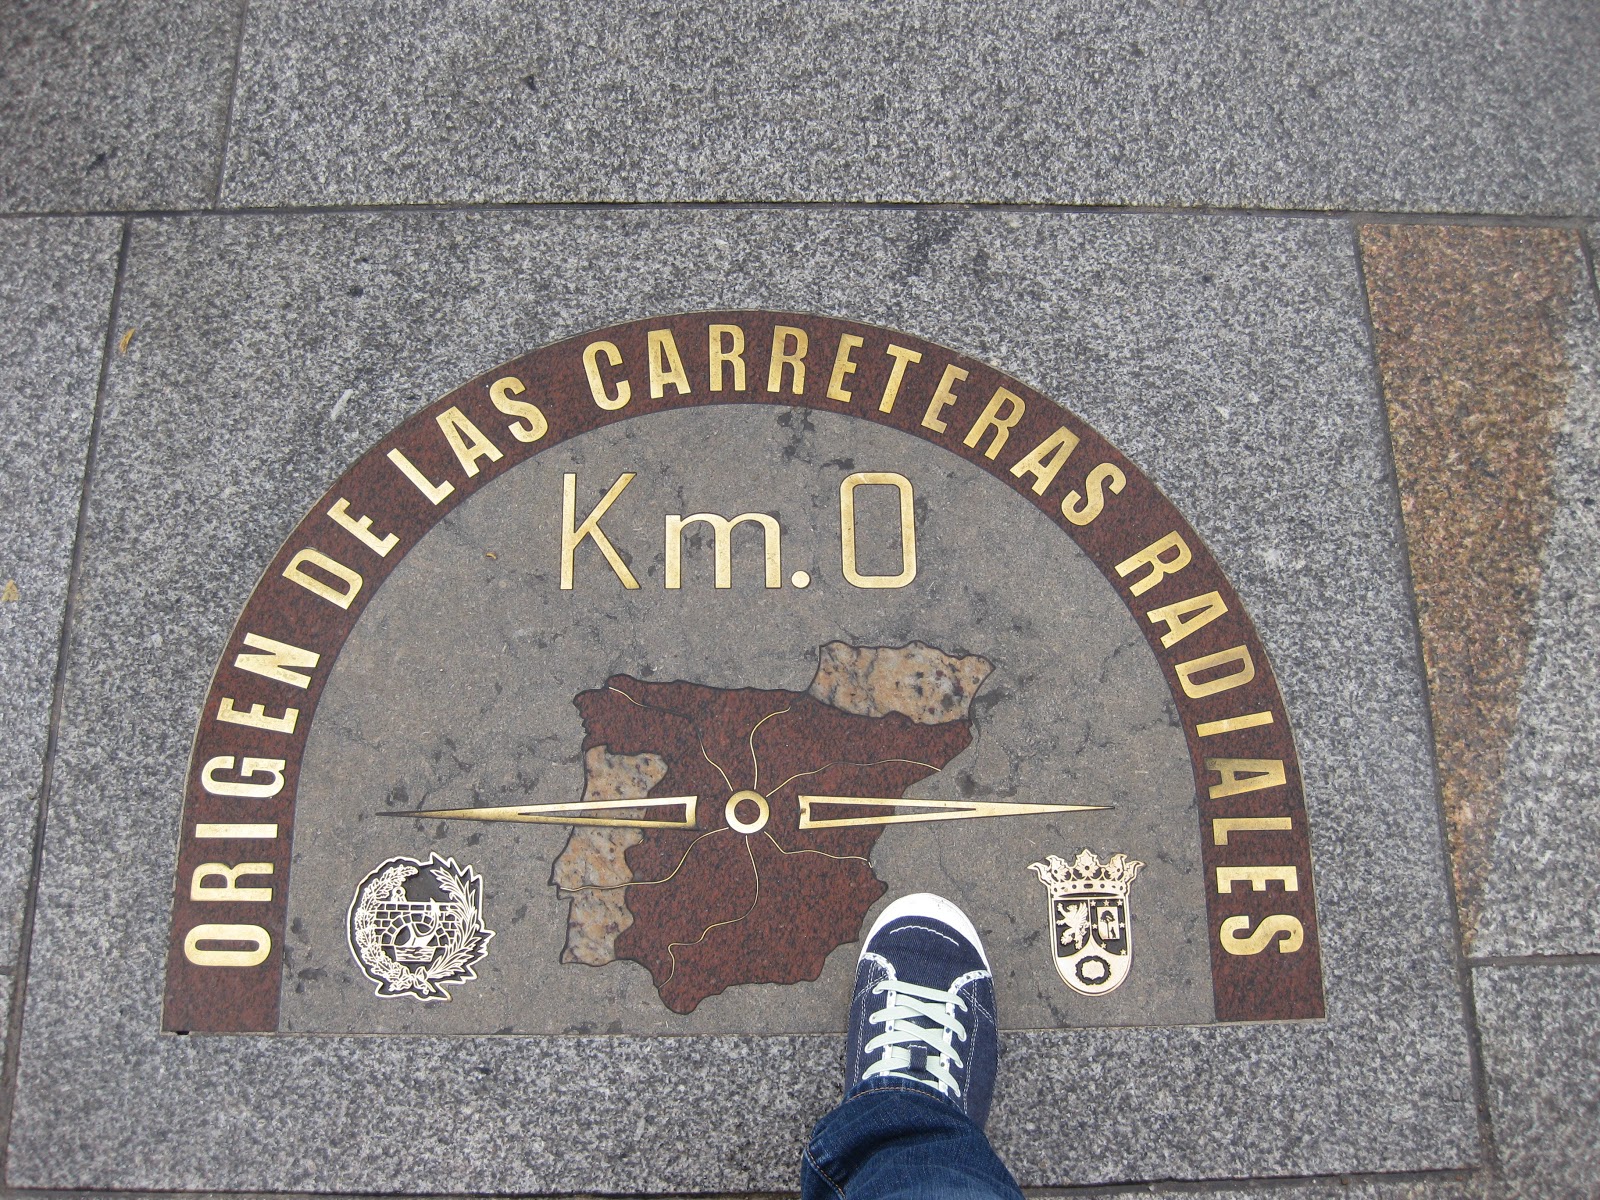 ORIGEN DE LAS CARRETERAS RADIALES
Km.0